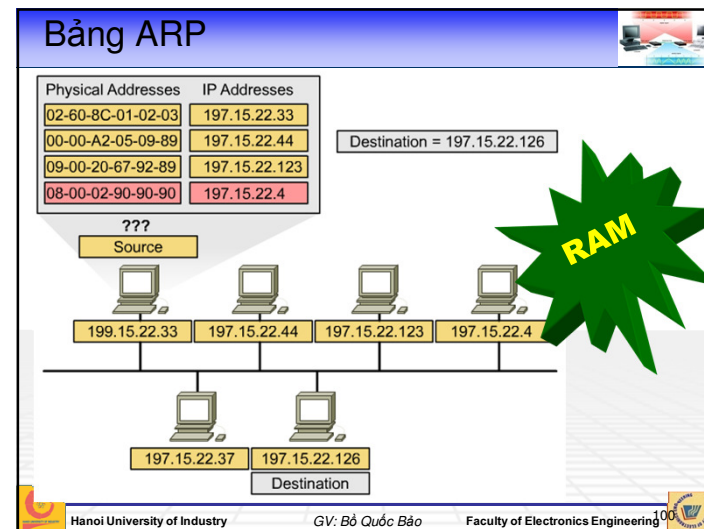 Bảng ARP
Physical Addresses IP Addresses
02-60-8C-01-02-03 197.15.22.33
00-00-A2-05-09-89 197.15.22.44
09-00-20-67-92-89 197.15.22.123
08-00-02-90-90-90 197.15.22.4
Destination = 197.15.22.126
RAM
???
Source
199.15.22.33 197.15.22.44 197.15.22.123 197.15.22.4
197.15.22.37 197.15.22.126
Destination
Hanoi University of Industry GV: Bồ Quốc Bảo Faculty of Electronics Engineering 100